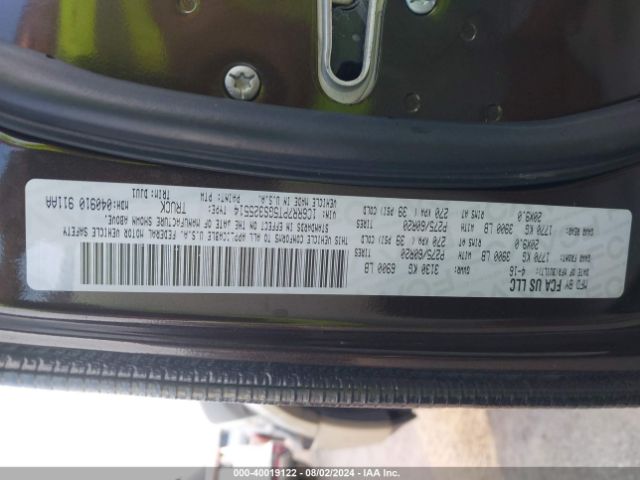 MFD BY FCA US LLC
DATE OF MFR/BUILT: 4-16 GVWR: 3130 KG 6900 LB
GAWR FRONT: 1770 KG 3900 LB TIRES P275/60R20 RIMS AT 20X9.0 270 KPA ( 39 PSI) COLD
GAWR REAR: 1770 KG 3900 LB TIRES P275/60R20 RIMS AT 20X9.0 270 KPA ( 39 PSI) COLD
THIS VEHICLE CONFORMS TO ALL APPLICABLE U.S.A. FEDERAL MOTOR VEHICLE SAFETY
STANDARDS IN EFFECT ON THE DATE OF MANUFACTURE SHOWN ABOVE.
VIN: 1C6RR7PT5GS325514 TYPE: TRUCK MDH: 040910 911AA
VEHICLE MADE IN U.S.A. PAINT: PTM TRIM: DJU1
000-40019122 - 08/02/2024 - IAA Inc.